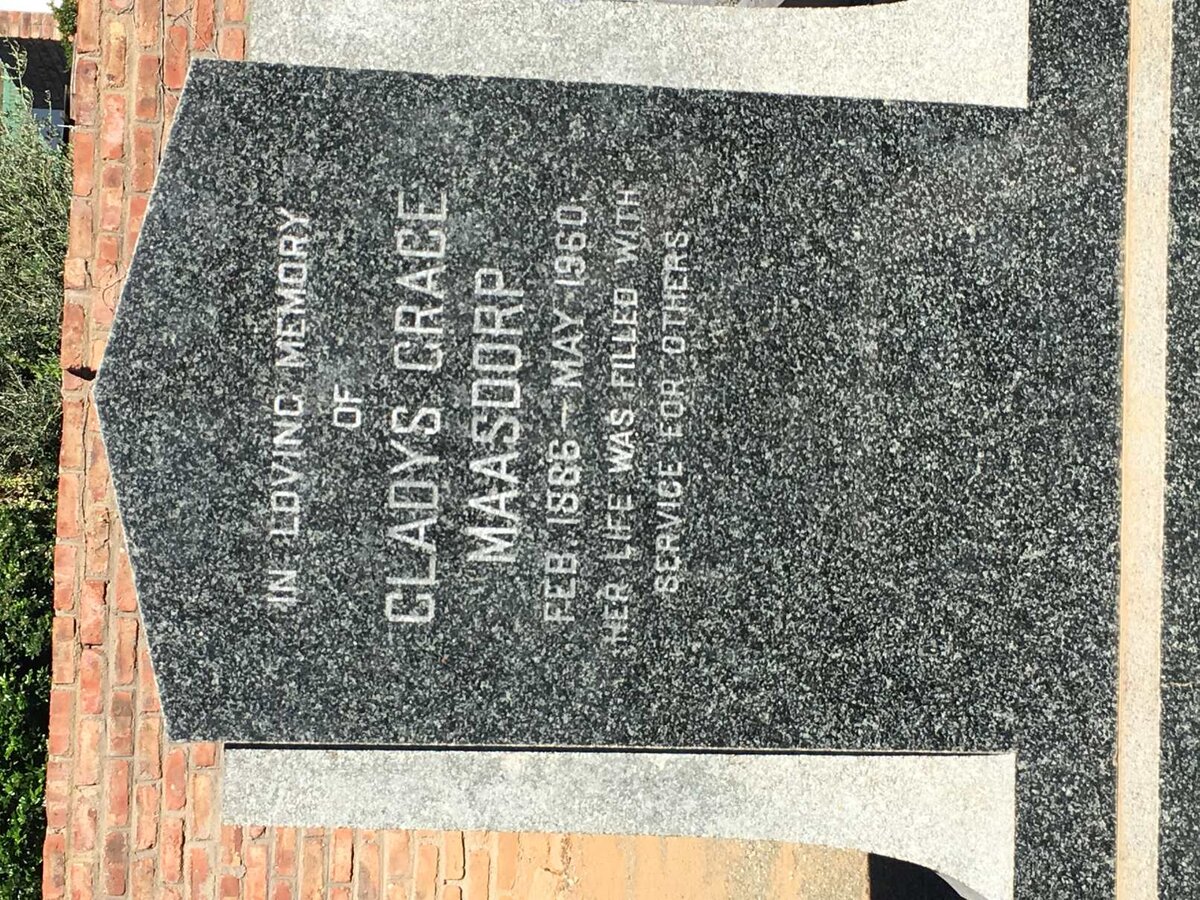 IN LOVING MEMORY
OF
GLADYS GRACE
MAASDORP
FEB 1886 — MAY 1960.
HER LIFE WAS FILLED WITH
SERVICE FOR OTHERS